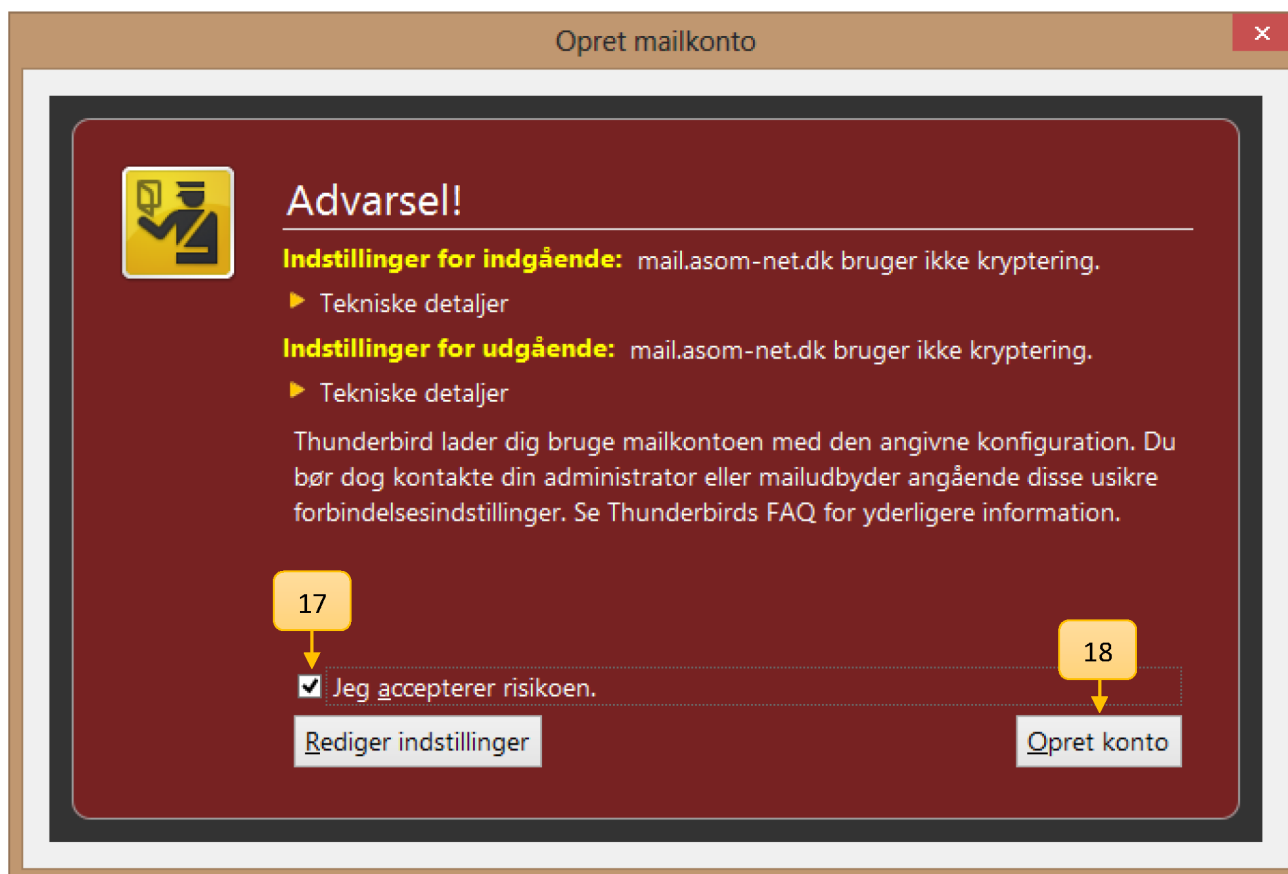 Opret mailkonto
Advarsel!
Indstillinger for indgående: mail.asom-net.dk bruger ikke kryptering.
Tekniske detaljer
Indstillinger for udgående: mail.asom-net.dk bruger ikke kryptering.
Tekniske detaljer
Thunderbird lader dig bruge mailkontoen med den angivne konfiguration. Du
bør dog kontakte din administrator eller mailudbyder angående disse usikre
forbindelsesindstillinger. Se Thunderbirds FAQ for yderligere information.
17
18
Jeg accepterer risikoen.
Rediger indstillinger
Opret konto